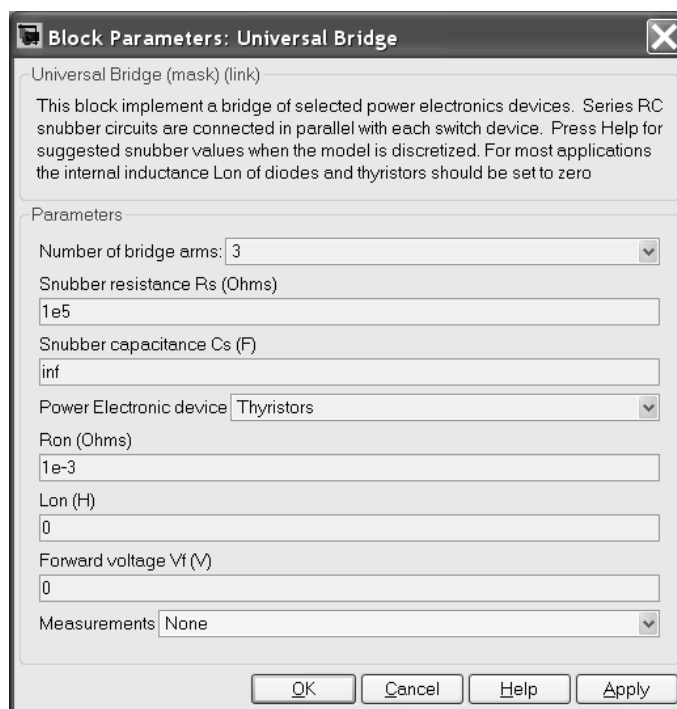 Block Parameters: Universal Bridge
Universal Bridge (mask) (link)
This block implement a bridge of selected power electronics devices. Series RC
snubber circuits are connected in parallel with each switch device. Press Help for
suggested snubber values when the model is discretized. For most applications
the internal inductance Lon of diodes and thyristors should be set to zero
Parameters
Number of bridge arms: 3
Snubber resistance Rs (Ohms)
1e5
Snubber capacitance Cs (F)
inf
Power Electronic device Thyristors
Ron (Ohms)
1e-3
Lon (H)
0
Forward voltage Vf (V)
0
Measurements None
OK Cancel Help Apply